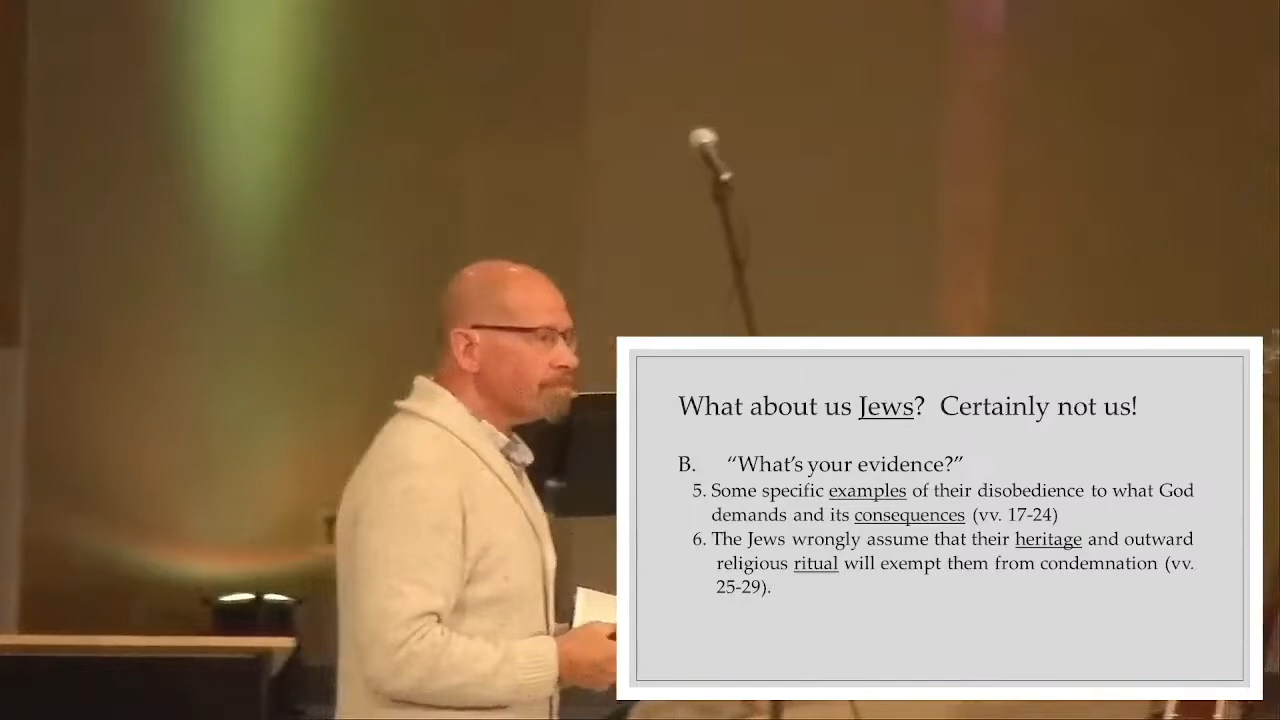 What about us Jews?  Certainly not us!
B. “What’s your evidence?”
5. Some specific examples of their disobedience to what God
demands and its consequences (vv. 17-24)
6. The Jews wrongly assume that their heritage and outward
religious ritual will exempt them from condemnation (vv.
25-29).